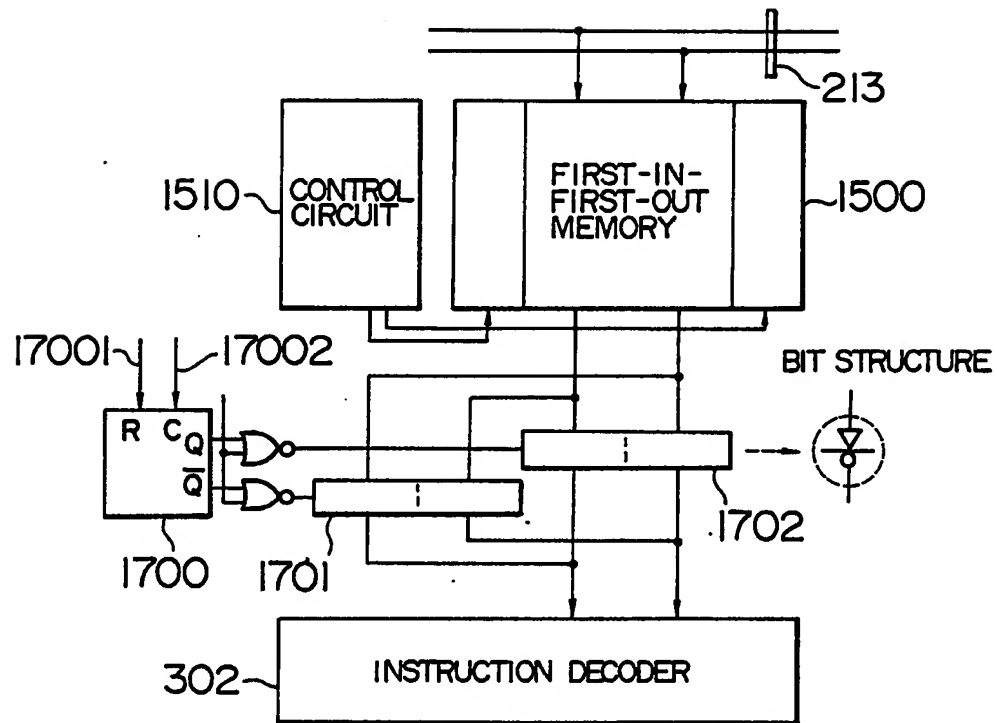 213
1510
CONTROL
CIRCUIT
FIRST-IN-
FIRST-OUT
MEMORY
1500
17001
17002
BIT STRUCTURE
R C
Q
Q̅
1700
1701
1702
302
INSTRUCTION DECODER